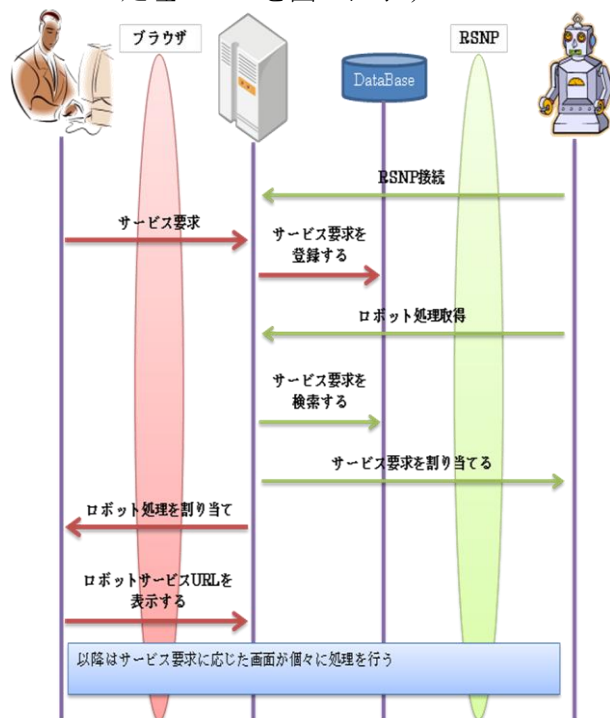 ブラウザ
RSNP
DataBase
RSNP接続
サービス要求
サービス要求を
登録する
ロボット処理取得
サービス要求を
検索する
サービス要求を割り当てる
ロボット処理を割り当て
ロボットサービスURLを
表示する
以降はサービス要求に応じた画面が個々に処理を行う